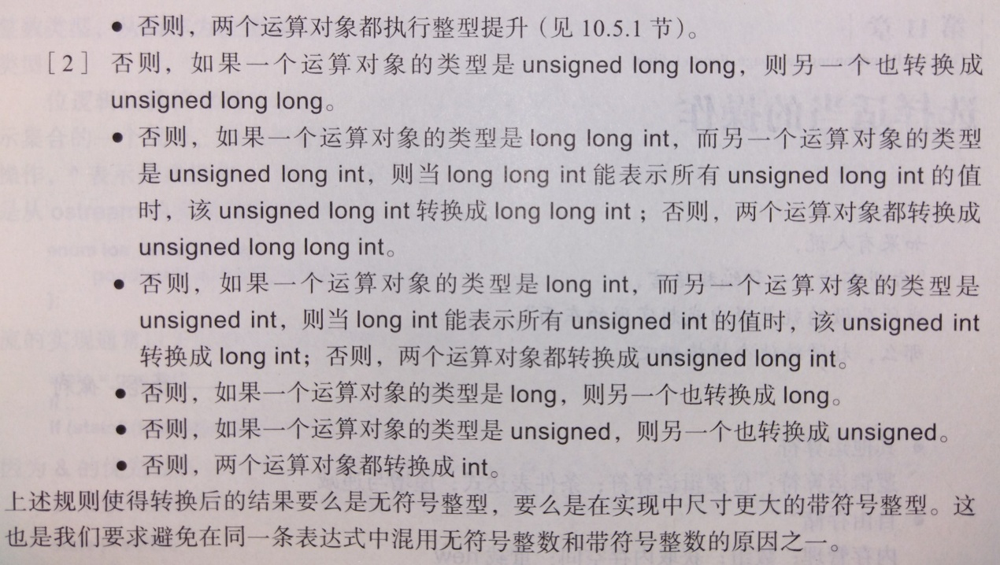 • 否则，两个运算对象都执行整型提升（见 10.5.1 节）。
［2］ 否则，如果一个运算对象的类型是 unsigned long long，则另一个也转换成
unsigned long long。
• 否则，如果一个运算对象的类型是 long long int，而另一个运算对象的类型
是 unsigned long int，则当 long long int 能表示所有 unsigned long int 的值
时，该 unsigned long int 转换成 long long int；否则，两个运算对象都转换成
unsigned long long int。
• 否则，如果一个运算对象的类型是 long int，而另一个运算对象的类型是
unsigned int，则当 long int 能表示所有 unsigned int 的值时，该 unsigned int
转换成 long int；否则，两个运算对象都转换成 unsigned long int。
• 否则，如果一个运算对象的类型是 long，则另一个也转换成 long。
• 否则，如果一个运算对象的类型是 unsigned，则另一个也转换成 unsigned。
• 否则，两个运算对象都转换成 int。
上述规则使得转换后的结果要么是无符号整型，要么是在实现中尺寸更大的带符号整型。这
也是我们要求避免在同一条表达式中混用无符号整数和带符号整数的原因之一。